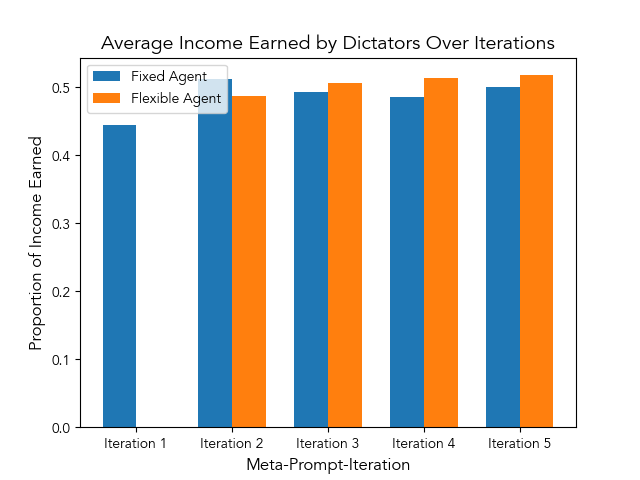 Average Income Earned by Dictators Over Iterations
Fixed Agent
Flexible Agent
Proportion of Income Earned
0.5
0.4
0.3
0.2
0.1
0.0
Iteration 1
Iteration 2
Iteration 3
Iteration 4
Iteration 5
Meta-Prompt-Iteration